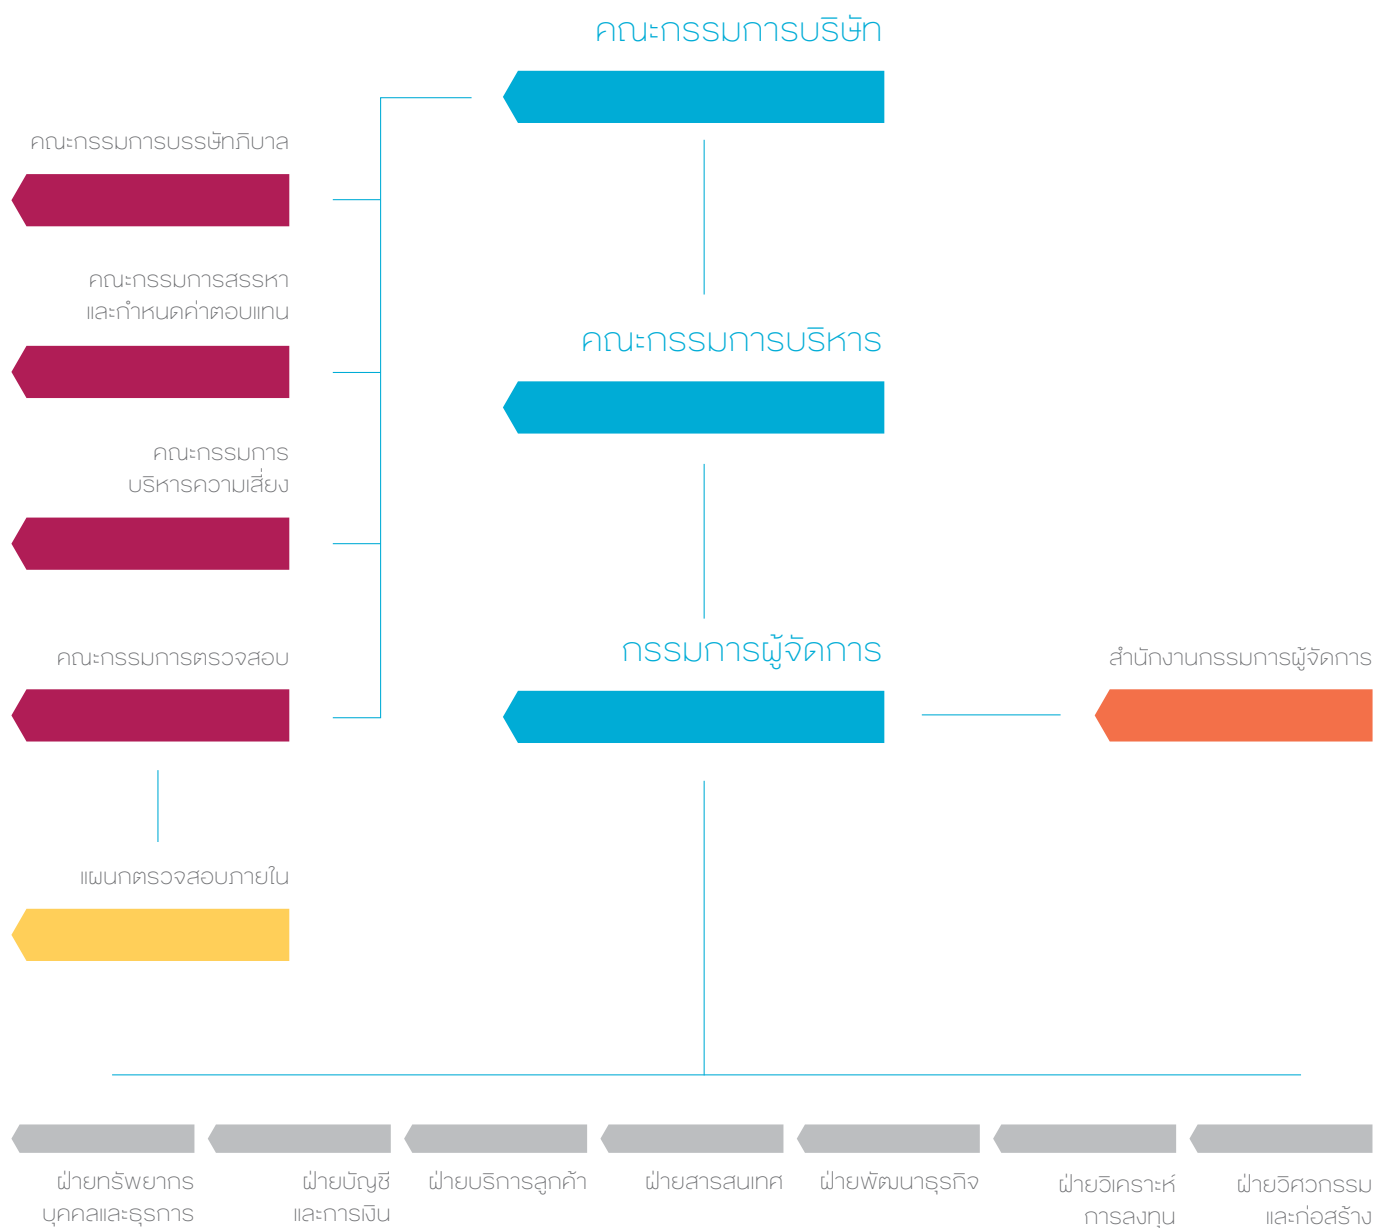 คณะกรรมการบริษัท
คณะกรรมการบรรษัทภิบาล
คณะกรรมการสรรหา
และกำหนดค่าตอบแทน
คณะกรรมการบริหาร
คณะกรรมการ
บริหารความเสี่ยง
กรรมการผู้จัดการ
คณะกรรมการตรวจสอบ
สำนักงานกรรมการผู้จัดการ
แผนกตรวจสอบภายใน
ฝ่ายทรัพยากร
บุคคลและธุรการ
ฝ่ายบัญชี
และการเงิน
ฝ่ายบริการลูกค้า
ฝ่ายสารสนเทศ
ฝ่ายพัฒนาธุรกิจ
ฝ่ายวิเคราะห์
การลงทุน
ฝ่ายวิศวกรรม
และก่อสร้าง